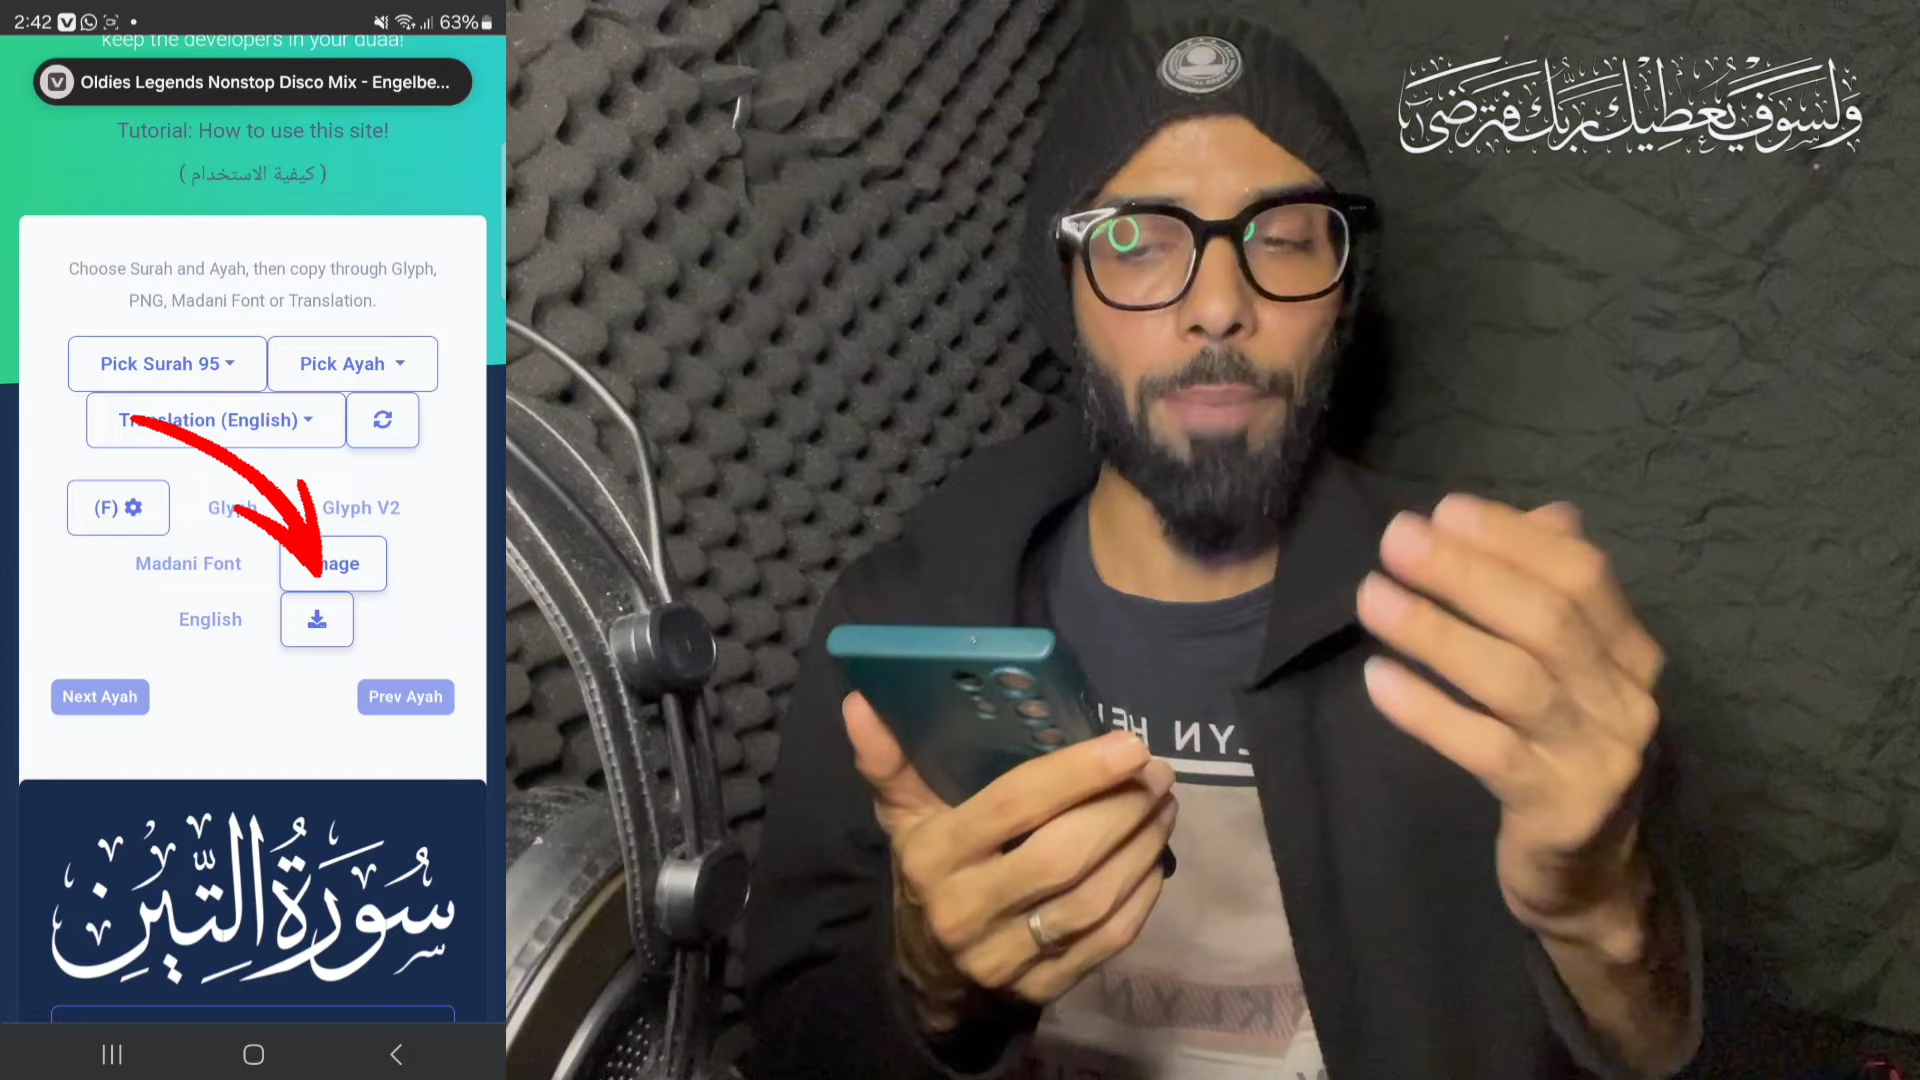 2:42
63%
keep the developers in your duaa!
Oldies Legends Nonstop Disco Mix - Engelbe...
Tutorial: How to use this site!
( كيفية الاستخدام )
Choose Surah and Ayah, then copy through Glyph,
PNG, Madani Font or Translation.
Pick Surah 95
Pick Ayah
Translation (English)
(F)
Glyph
Glyph V2
Madani Font
Image
English
Next Ayah
Prev Ayah
سُورَةُ التِّينِ
وَلَسَوْفَ يُعْطِيكَ رَبُّكَ فَتَرْضَىٰ